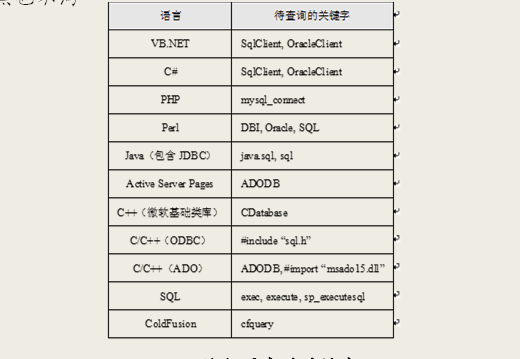 语言 待查询的关键字
VB.NET SqlClient, OracleClient
C# SqlClient, OracleClient
PHP mysql_connect
Perl DBI, Oracle, SQL
Java（包含 JDBC） java.sql, sql
Active Server Pages ADODB
C++（微软基础类库） CDatabase
C/C++（ODBC） #include “sql.h”
C/C++（ADO） ADODB, #import “msado15.dll”
SQL exec, execute, sp_executesql
ColdFusion cfquery